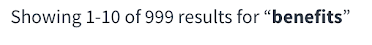 Showing 1-10 of 999 results for “benefits”